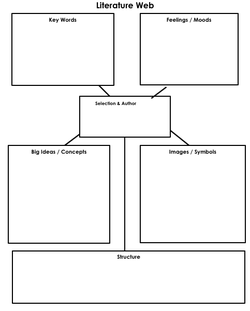 Literature Web
Key Words
Feelings / Moods
Selection & Author
Big Ideas / Concepts
Images / Symbols
Structure